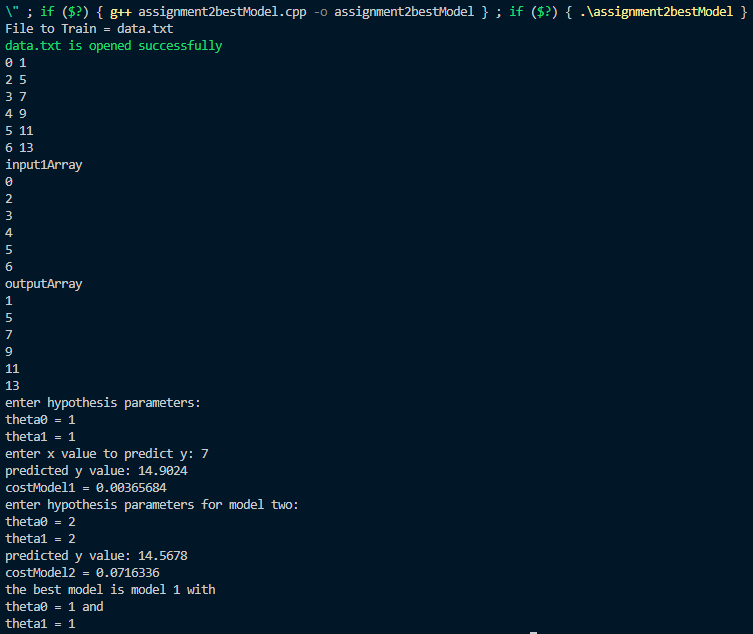 \" ; if ($?) { g++ assignment2bestModel.cpp -o assignment2bestModel } ; if ($?) { .\assignment2bestModel }
File to Train = data.txt
data.txt is opened successfully
0 1
2 5
3 7
4 9
5 11
6 13
input1Array
0
2
3
4
5
6
outputArray
1
5
7
9
11
13
enter hypothesis parameters:
theta0 = 1
theta1 = 1
enter x value to predict y: 7
predicted y value: 14.9024
costModel1 = 0.00365684
enter hypothesis parameters for model two:
theta0 = 2
theta1 = 2
predicted y value: 14.5678
costModel2 = 0.0716336
the best model is model 1 with
theta0 = 1 and
theta1 = 1